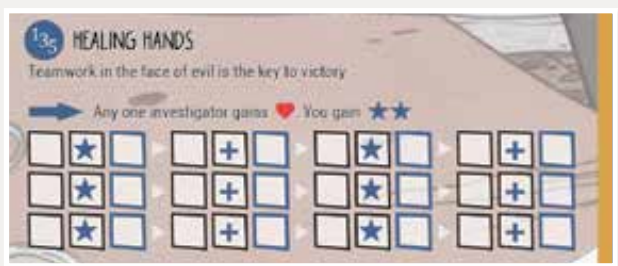 135 HEALING HANDS
Teamwork in the face of evil is the key to victory
Any one investigator gains ❤. You gain ★★
★ + ★ +
★ + ★ +
★ + ★ +